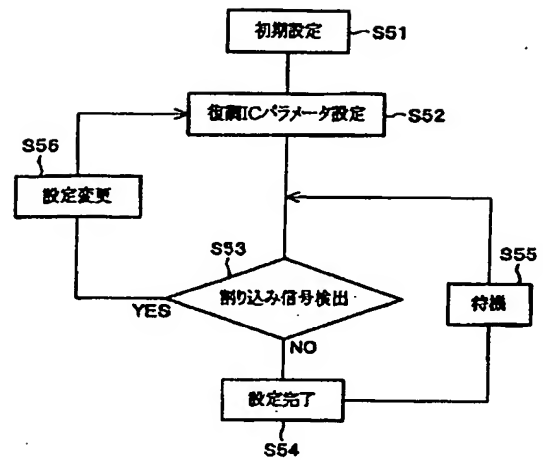 初期設定
S51
復調ICパラメータ設定
S52
S56
設定変更
S53
割り込み信号検出
YES
NO
S55
待機
設定完了
S54